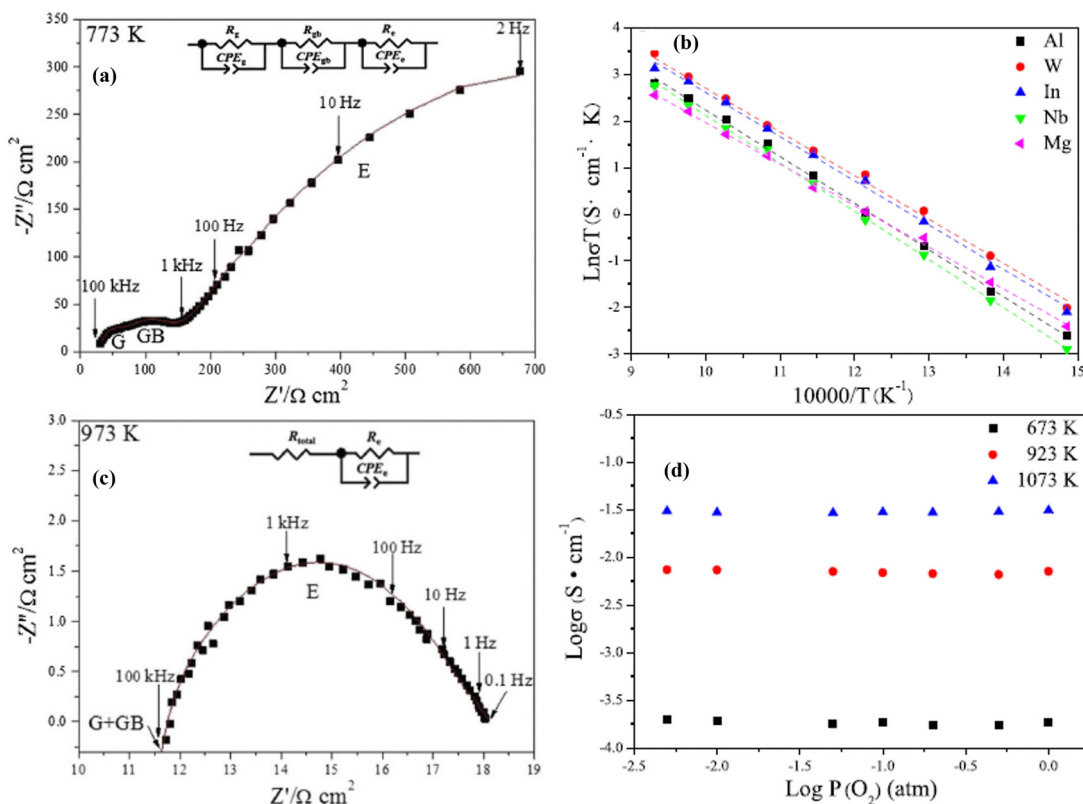 773 K
(a)
R_g R_gb R_e
CPE_g CPE_gb CPE_e
2 Hz
10 Hz
E
100 Hz
1 kHz
100 kHz
G GB
350
300
250
200
150
100
50
0
0 100 200 300 400 500 600 700
-Z''/Ω cm²
Z'/Ω cm²
(b)
Al
W
In
Nb
Mg
4
3
2
1
0
-1
-2
-3
9 10 11 12 13 14 15
LnσT (S· cm⁻¹· K)
10000/T (K⁻¹)
973 K
(c)
R_total R_e
CPE_e
1 kHz
100 Hz
E
10 Hz
1 Hz
0.1 Hz
100 kHz
G+GB
3.0
2.5
2.0
1.5
1.0
0.5
0.0
10 11 12 13 14 15 16 17 18 19
-Z''/Ω cm²
Z'/Ω cm²
(d)
673 K
923 K
1073 K
-0.5
-1.0
-1.5
-2.0
-2.5
-3.0
-3.5
-4.0
-2.5 -2.0 -1.5 -1.0 -0.5 0.0
Logσ (S • cm⁻¹)
Log P(O₂) (atm)